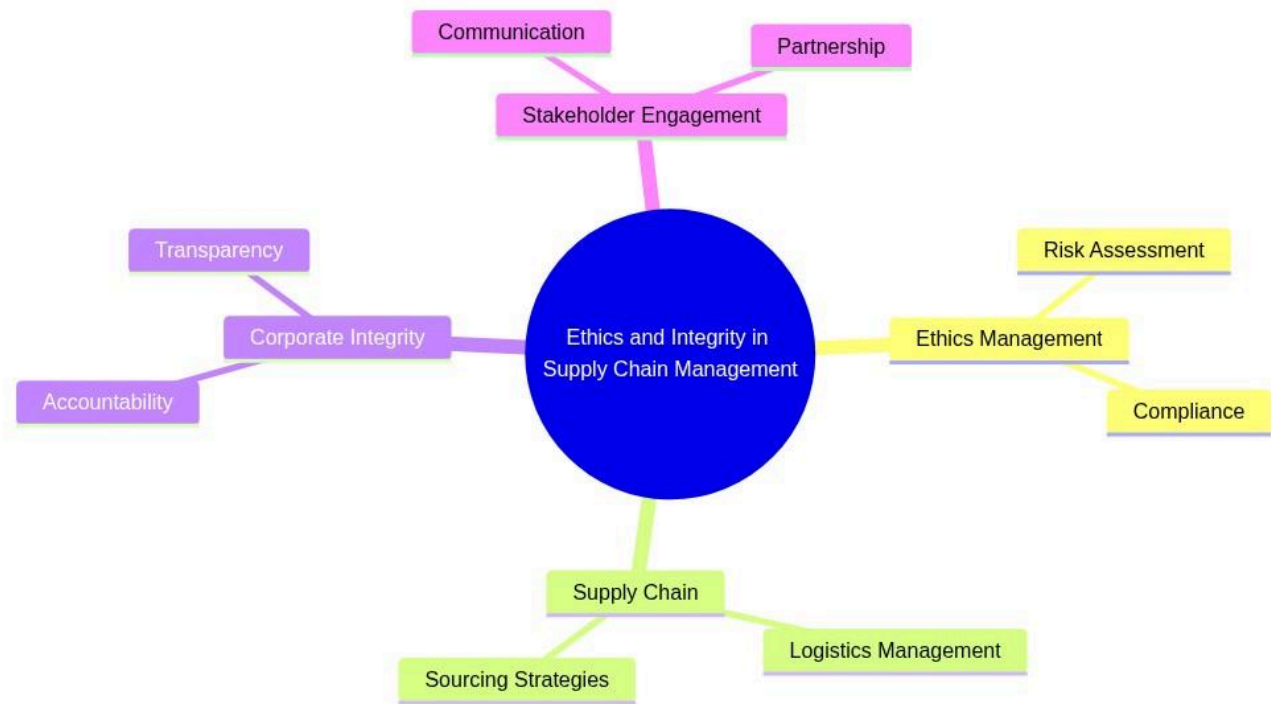 Communication
Partnership
Stakeholder Engagement
Transparency
Risk Assessment
Corporate Integrity
Ethics and Integrity in
Supply Chain Management
Ethics Management
Accountability
Compliance
Supply Chain
Logistics Management
Sourcing Strategies